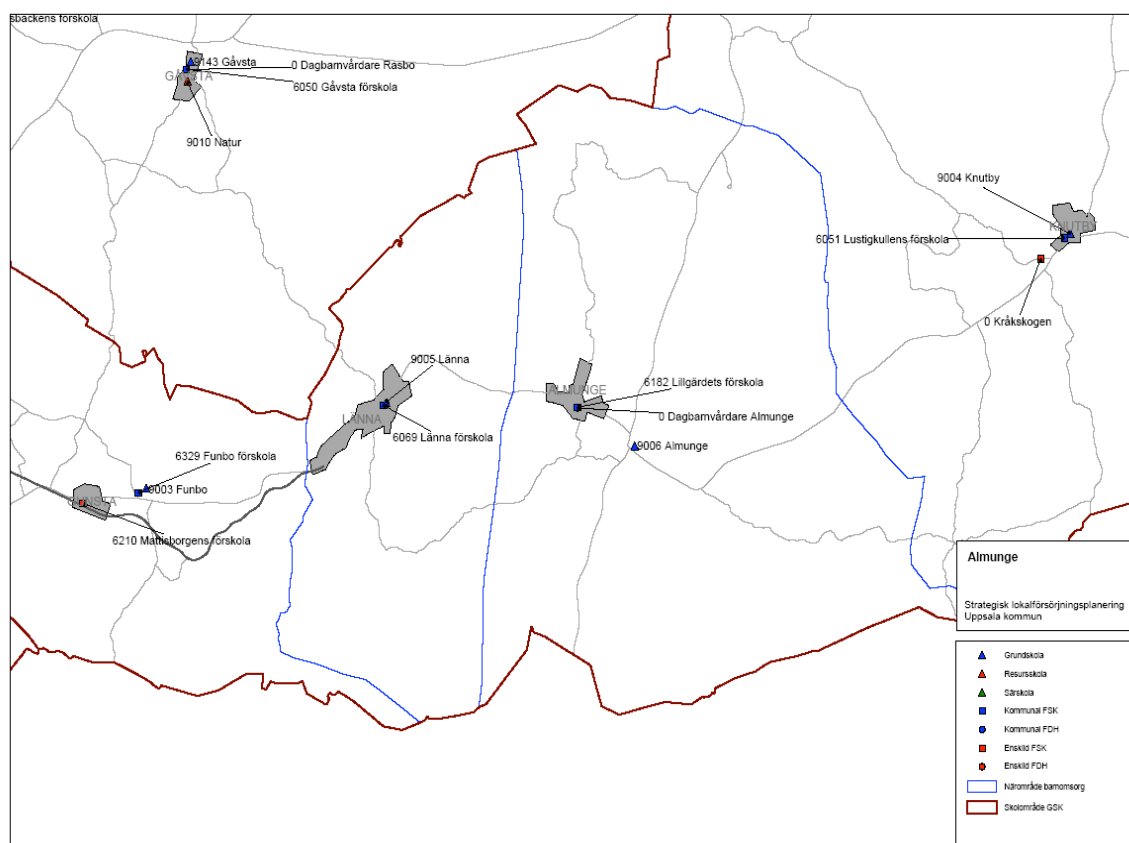 sbackens förskola
9143 Gåvsta
0 Dagbarnvårdare Rasbo
GÅVSTA
6050 Gåvsta förskola
9010 Natur
9004 Knutby
KNUTBY
6051 Lustigkullens förskola
0 Kråkskogen
9005 Länna
6182 Lillgärdets förskola
ALMUNGE
0 Dagbarnvårdare Almunge
LÄNNA
6069 Länna förskola
9006 Almunge
6329 Funbo förskola
9003 Funbo
6210 Mattisborgens förskola
Almunge
Strategisk lokalförsörjningsplanering
Uppsala kommun
Grundskola
Resursskola
Särskola
Kommunal FSK
Kommunal FDH
Enskild FSK
Enskild FDH
Närområde barnomsorg
Skolområde GSK